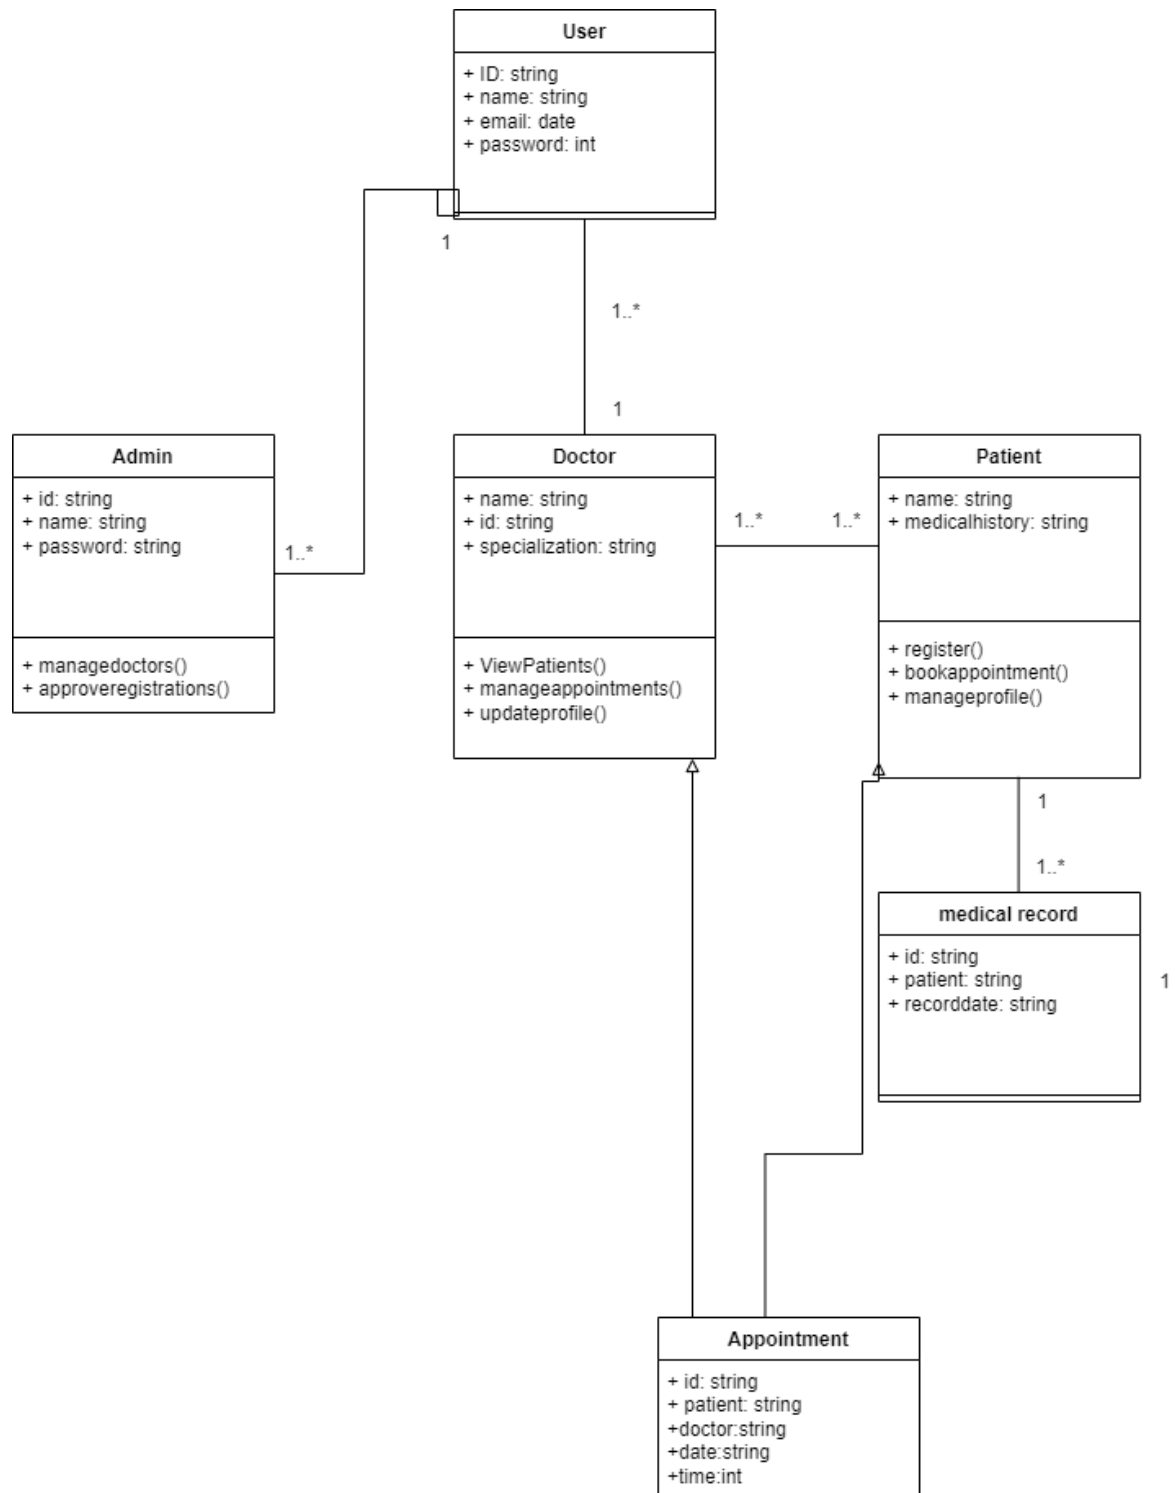 User
+ ID: string
+ name: string
+ email: date
+ password: int
1
1..*
1
Admin
+ id: string
+ name: string
+ password: string
1..*
+ managedoctors()
+ approveregistrations()
Doctor
+ name: string
+ id: string
+ specialization: string
+ ViewPatients()
+ manageappointments()
+ updateprofile()
1..*
1..*
Patient
+ name: string
+ medicalhistory: string
+ register()
+ bookappointment()
+ manageprofile()
1
1..*
medical record
+ id: string
+ patient: string
+ recorddate: string
1
Appointment
+ id: string
+ patient: string
+doctor:string
+date:string
+time:int